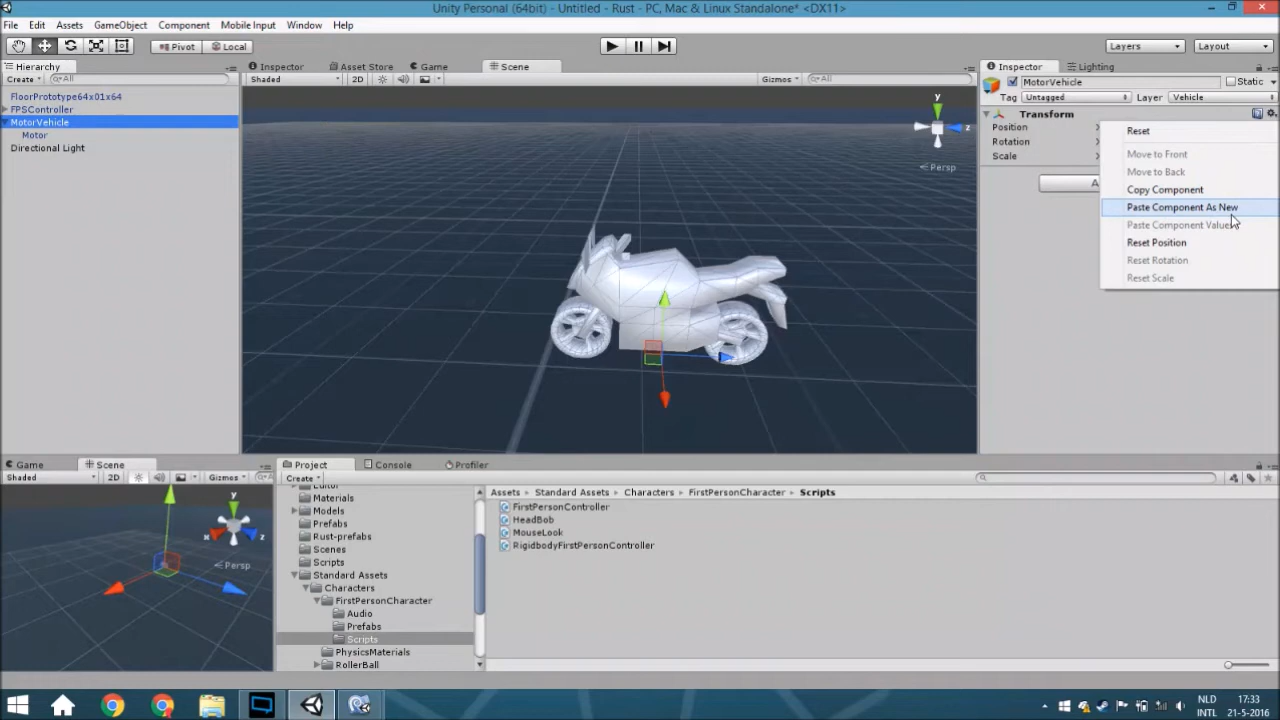 Unity Personal (64bit) - Untitled - Rust - PC, Mac & Linux Standalone* <DX11>
File Edit Assets GameObject Component Mobile Input Window Help
Pivot Local Layers Layout
Hierarchy Inspector Asset Store Game Scene Inspector Lighting
Create All Shaded 2D Gizmos All MotorVehicle Static
Tag Untagged Layer Vehicle
FloorPrototype64x01x64
FPSController
MotorVehicle
Motor
Directional Light
y
z
Persp
Transform
Position
Rotation
Scale
A
Reset
Move to Front
Move to Back
Copy Component
Paste Component As New
Paste Component Values
Reset Position
Reset Rotation
Reset Scale
Game Scene Project Console Profiler
Shaded 2D Gizmos Create
y
x
z
Persp
Materials
Models
Prefabs
Rust-prefabs
Scenes
Scripts
Standard Assets
Characters
FirstPersonCharacter
Audio
Prefabs
Scripts
PhysicsMaterials
RollerBall
Assets Standard Assets Characters FirstPersonCharacter Scripts
FirstPersonController
HeadBob
MouseLook
RigidbodyFirstPersonController
NLD 17:33
INTL 21-5-2016